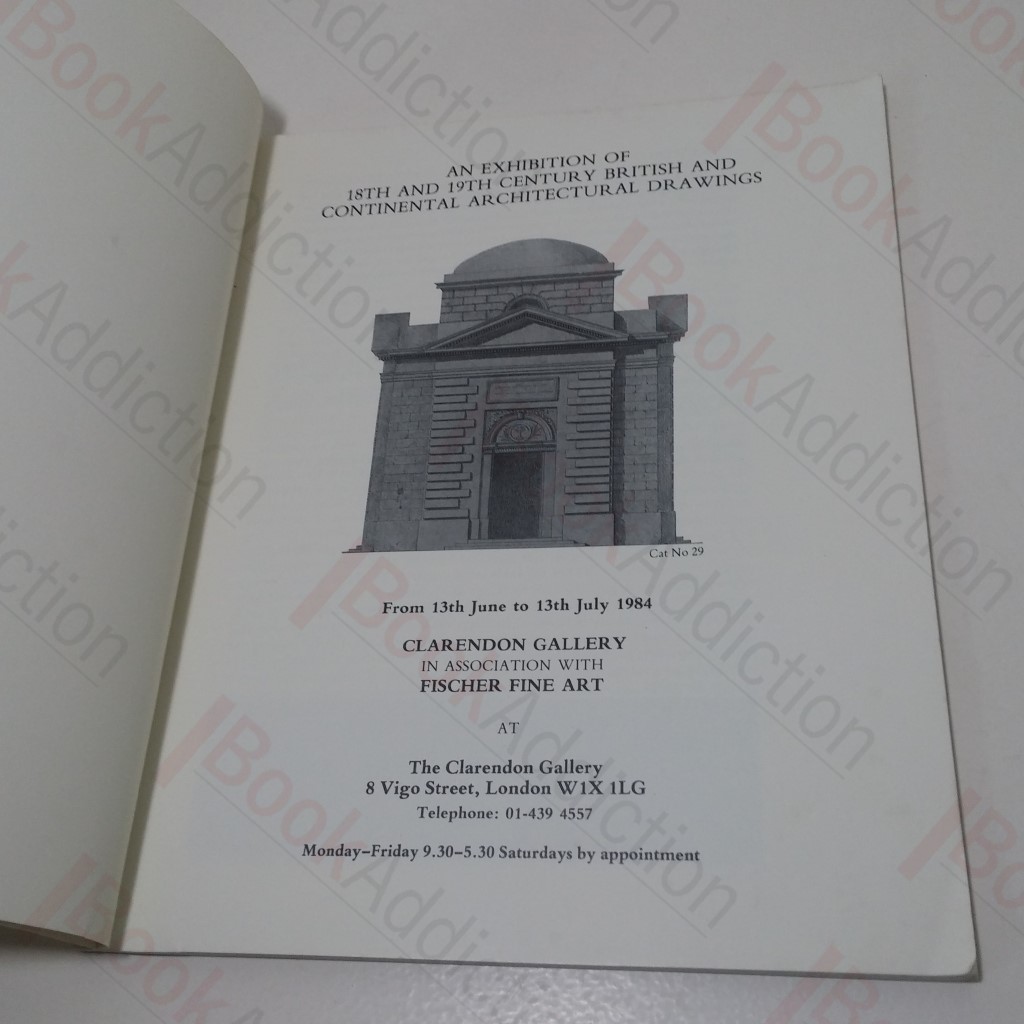 AN EXHIBITION OF
18TH AND 19TH CENTURY BRITISH AND
CONTINENTAL ARCHITECTURAL DRAWINGS
Cat No 29
From 13th June to 13th July 1984
CLARENDON GALLERY
IN ASSOCIATION WITH
FISCHER FINE ART
AT
The Clarendon Gallery
8 Vigo Street, London W1X 1LG
Telephone: 01-439 4557
Monday–Friday 9.30–5.30 Saturdays by appointment
BookAddiction